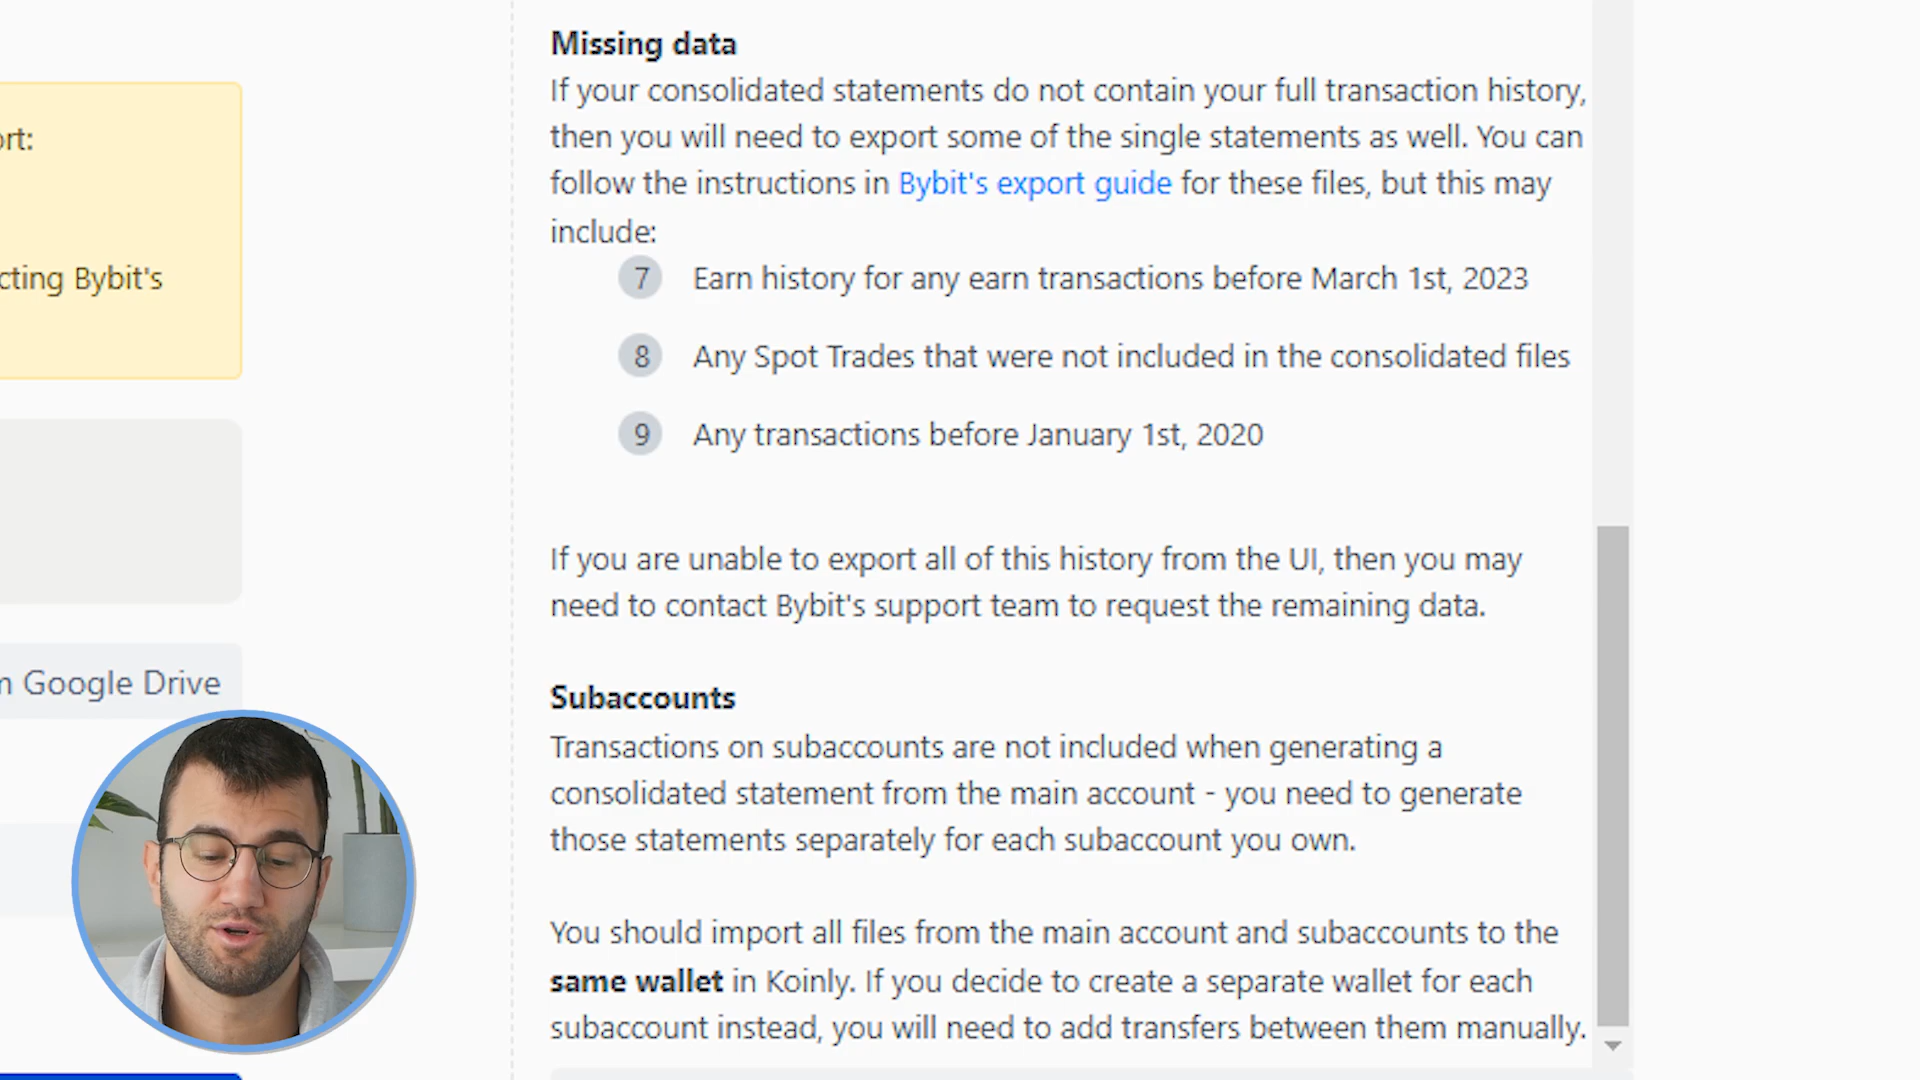 Missing data
If your consolidated statements do not contain your full transaction history,
then you will need to export some of the single statements as well. You can
follow the instructions in Bybit's export guide for these files, but this may
include:
7 Earn history for any earn transactions before March 1st, 2023
8 Any Spot Trades that were not included in the consolidated files
9 Any transactions before January 1st, 2020
If you are unable to export all of this history from the UI, then you may
need to contact Bybit's support team to request the remaining data.
Subaccounts
Transactions on subaccounts are not included when generating a
consolidated statement from the main account - you need to generate
those statements separately for each subaccount you own.
You should import all files from the main account and subaccounts to the
same wallet in Koinly. If you decide to create a separate wallet for each
subaccount instead, you will need to add transfers between them manually.
ort:
cting Bybit's
m Google Drive